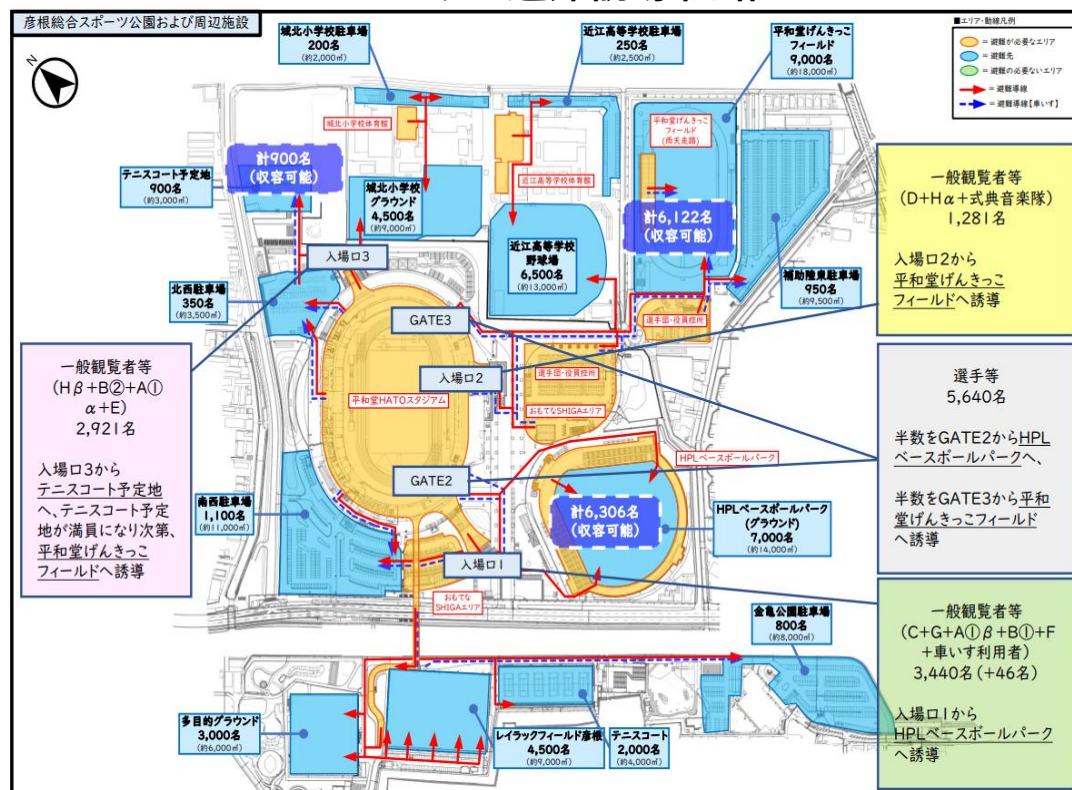 彦根総合スポーツ公園および周辺施設
N
城北小学校駐車場
200名
(約2,000㎡)
近江高等学校駐車場
250名
(約2,500㎡)
平和堂げんきっこ
フィールド
9,000名
(約18,000㎡)
■エリア・動線凡例
= 避難が必要なエリア
= 避難先
= 避難の必要ないエリア
= 避難導線
= 避難導線【車いす】
城北小学校体育館
平和堂げんきっこ
フィールド
(雨天走路)
近江高等学校体育館
計900名
(収容可能)
テニスコート予定地
900名
(約3,000㎡)
城北小学校
グラウンド
4,500名
(約9,000㎡)
近江高等学校
野球場
6,500名
(約13,000㎡)
計6,122名
(収容可能)
補助陸東駐車場
950名
(約9,500㎡)
一般観覧者等
(D+Hα+式典音楽隊)
1,281名
入場口2から
平和堂げんきっこ
フィールドへ誘導
入場口3
北西駐車場
350名
(約3,500㎡)
GATE3
選手団・役員控所
入場口2
選手団・役員控所
平和堂HATOスタジアム
おもてなSHIGAエリア
一般観覧者等
(Hβ+B②+A①
α+E)
2,921名
入場口3から
テニスコート予定地
へ、テニスコート予定
地が満員になり次第、
平和堂げんきっこ
フィールドへ誘導
選手等
5,640名
半数をGATE2からHPL
ベースボールパークへ、
半数をGATE3から平和
堂げんきっこフィールド
へ誘導
HPLベースボールパーク
GATE2
南西駐車場
1,100名
(約11,000㎡)
計6,306名
(収容可能)
HPLベースボールパーク
(グラウンド)
7,000名
(約14,000㎡)
入場口1
おもてな
SHIGAエリア
一般観覧者等
(C+G+A①β+B①+F
+車いす利用者)
3,440名(+46名)
入場口1から
HPLベースボールパーク
へ誘導
金亀公園駐車場
800名
(約8,000㎡)
多目的グラウンド
3,000名
(約6,000㎡)
レイラックフィールド彦根
4,500名
(約9,000㎡)
テニスコート
2,000名
(約4,000㎡)